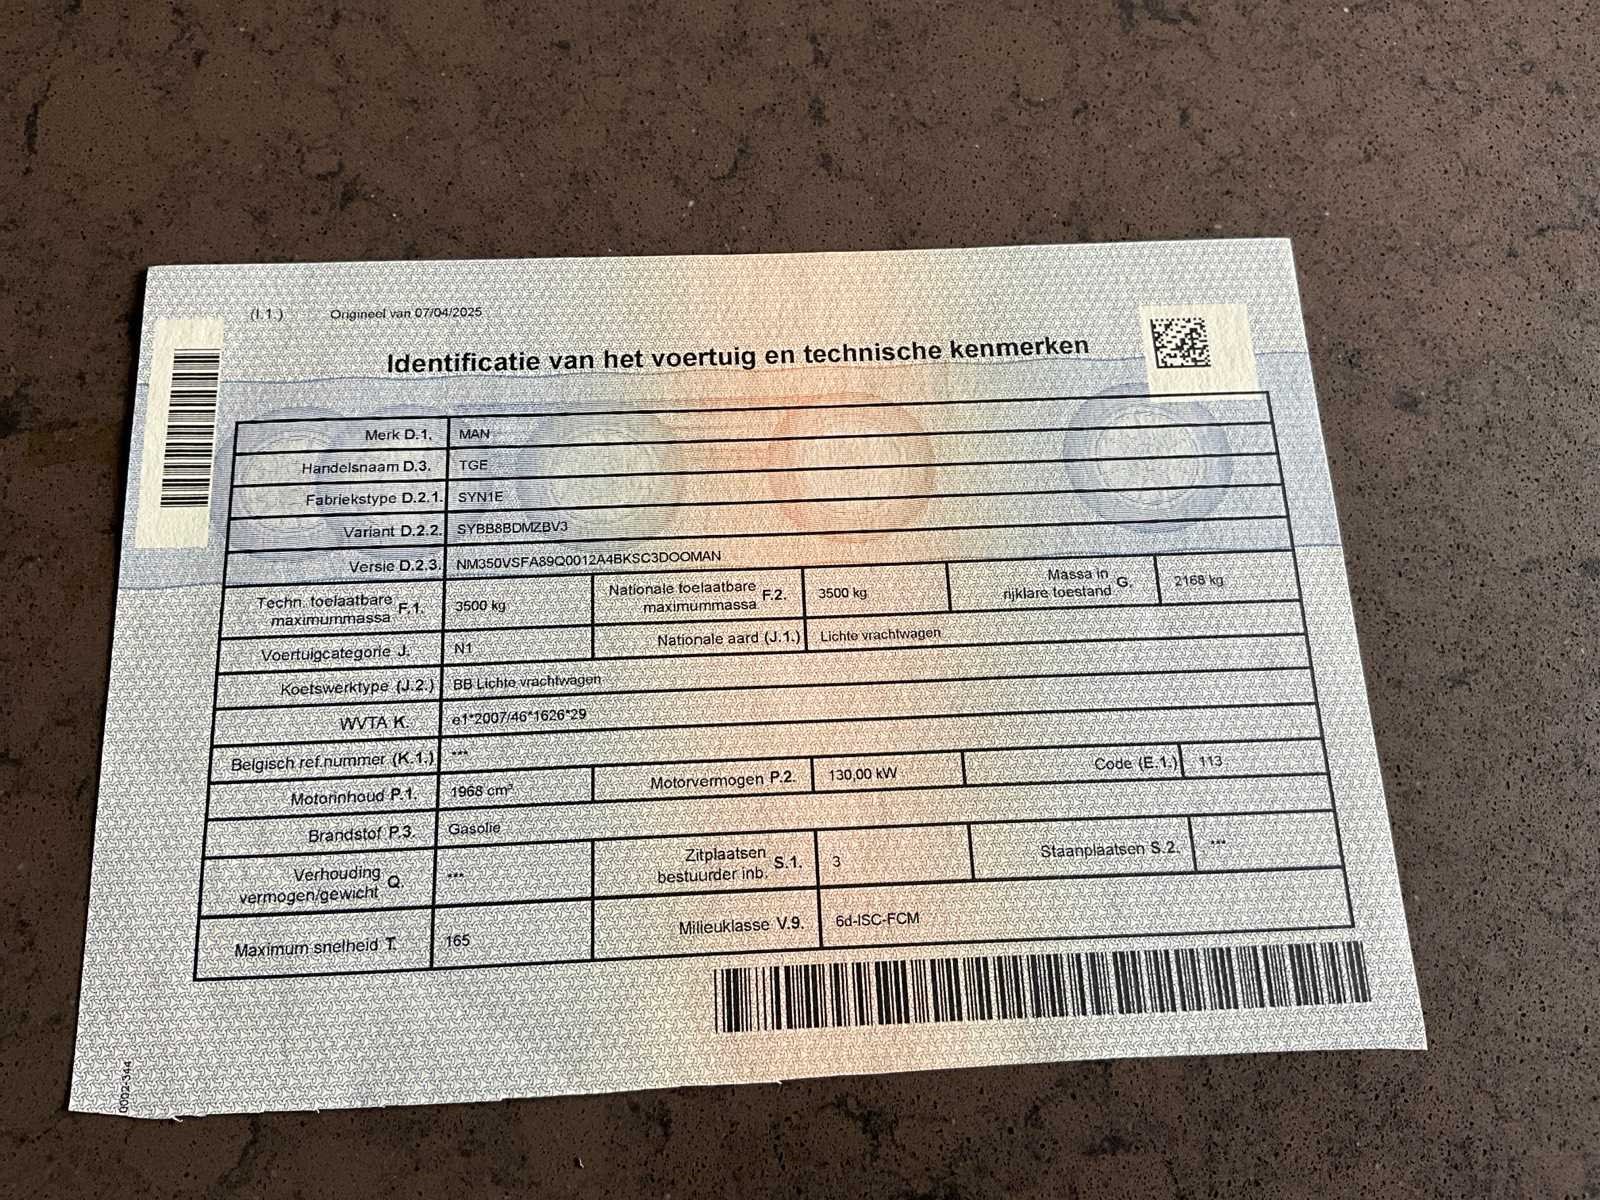 (I.1.) Origineel van 07/04/2025
Identificatie van het voertuig en technische kenmerken
Merk D.1. MAN
Handelsnaam D.3. TGE
Fabriekstype D.2.1. SYN1E
Variant D.2.2. SYBB8BDMZBV3
Versie D.2.3. NM350VSFA89Q0012A4BKSC3DOOMAN
Techn. toelaatbare maximummassa F.1. 3500 kg Nationale toelaatbare maximummassa F.2. 3500 kg Massa in rijklare toestand G. 2168 kg
Voertuigcategorie J. N1 Nationale aard (J.1.) Lichte vrachtwagen
Koetswerktype (J.2.) BB Lichte vrachtwagen
WVTA K. e1*2007/46*1626*29
Belgisch ref.nummer (K.1.) ***
Motorinhoud P.1. 1968 cm³ Motorvermogen P.2. 130,00 kW Code (E.1.) 113
Brandstof P.3. Gasolie
Verhouding vermogen/gewicht Q. *** Zitplaatsen bestuurder inb. S.1. 3 Staanplaatsen S.2. ***
Maximum snelheid T. 165 Milieuklasse V.9. 6d-ISC-FCM
0002-344